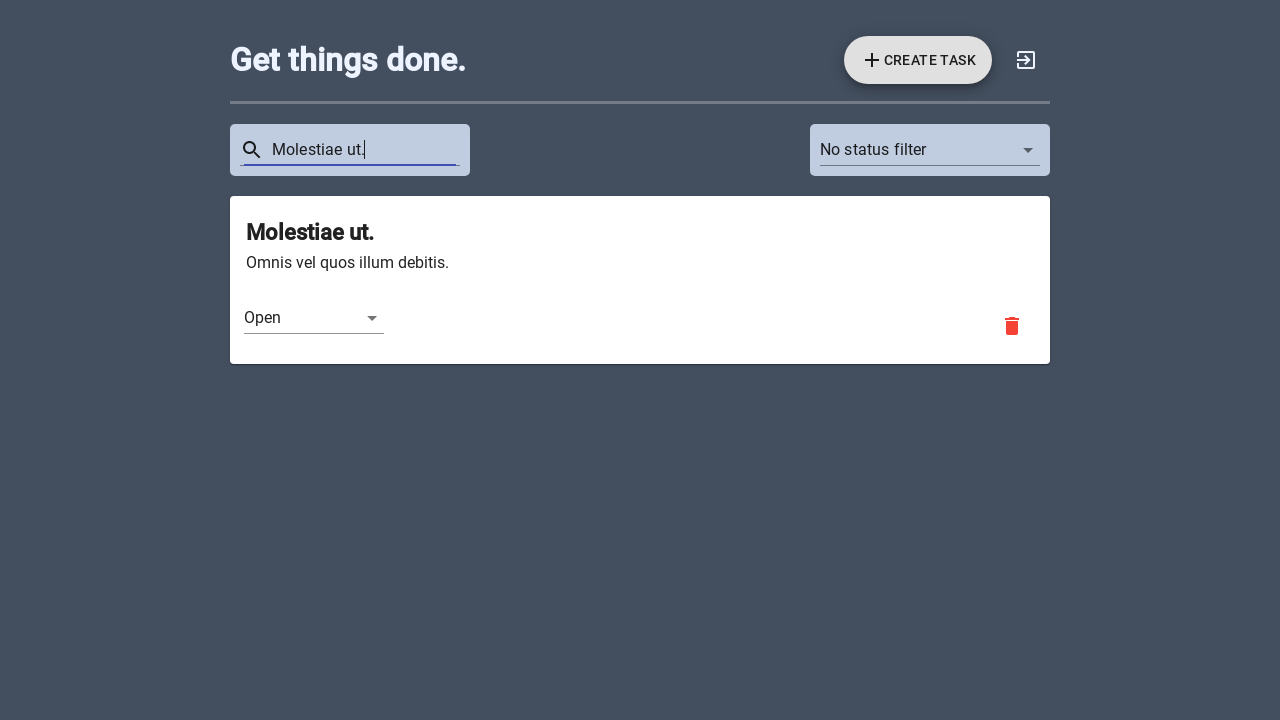 Get things done.
CREATE TASK
Molestiae ut.
No status filter
Molestiae ut.
Omnis vel quos illum debitis.
Open